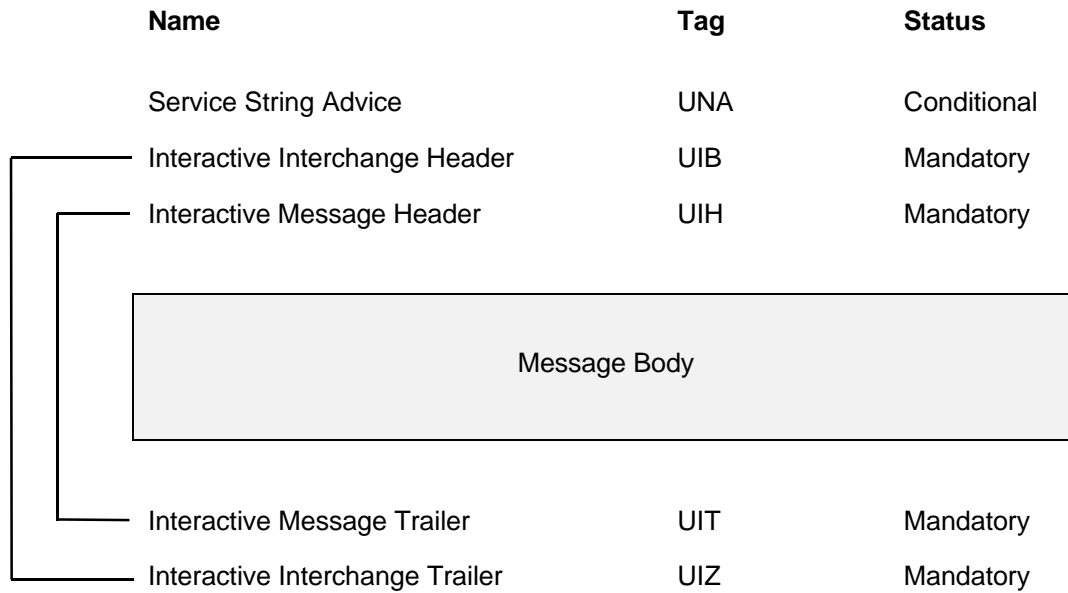 Name Tag Status
Service String Advice UNA Conditional
Interactive Interchange Header UIB Mandatory
Interactive Message Header UIH Mandatory
Message Body
Interactive Message Trailer UIT Mandatory
Interactive Interchange Trailer UIZ Mandatory